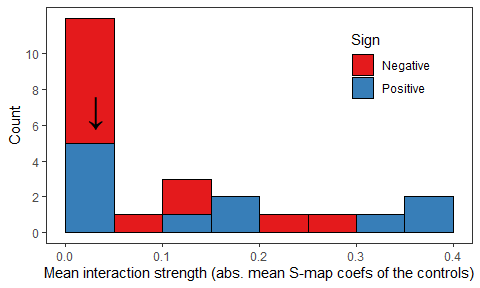 Sign
Negative
Positive
Count
10
8
6
4
2
0
0.0 0.1 0.2 0.3 0.4
Mean interaction strength (abs. mean S-map coefs of the controls)